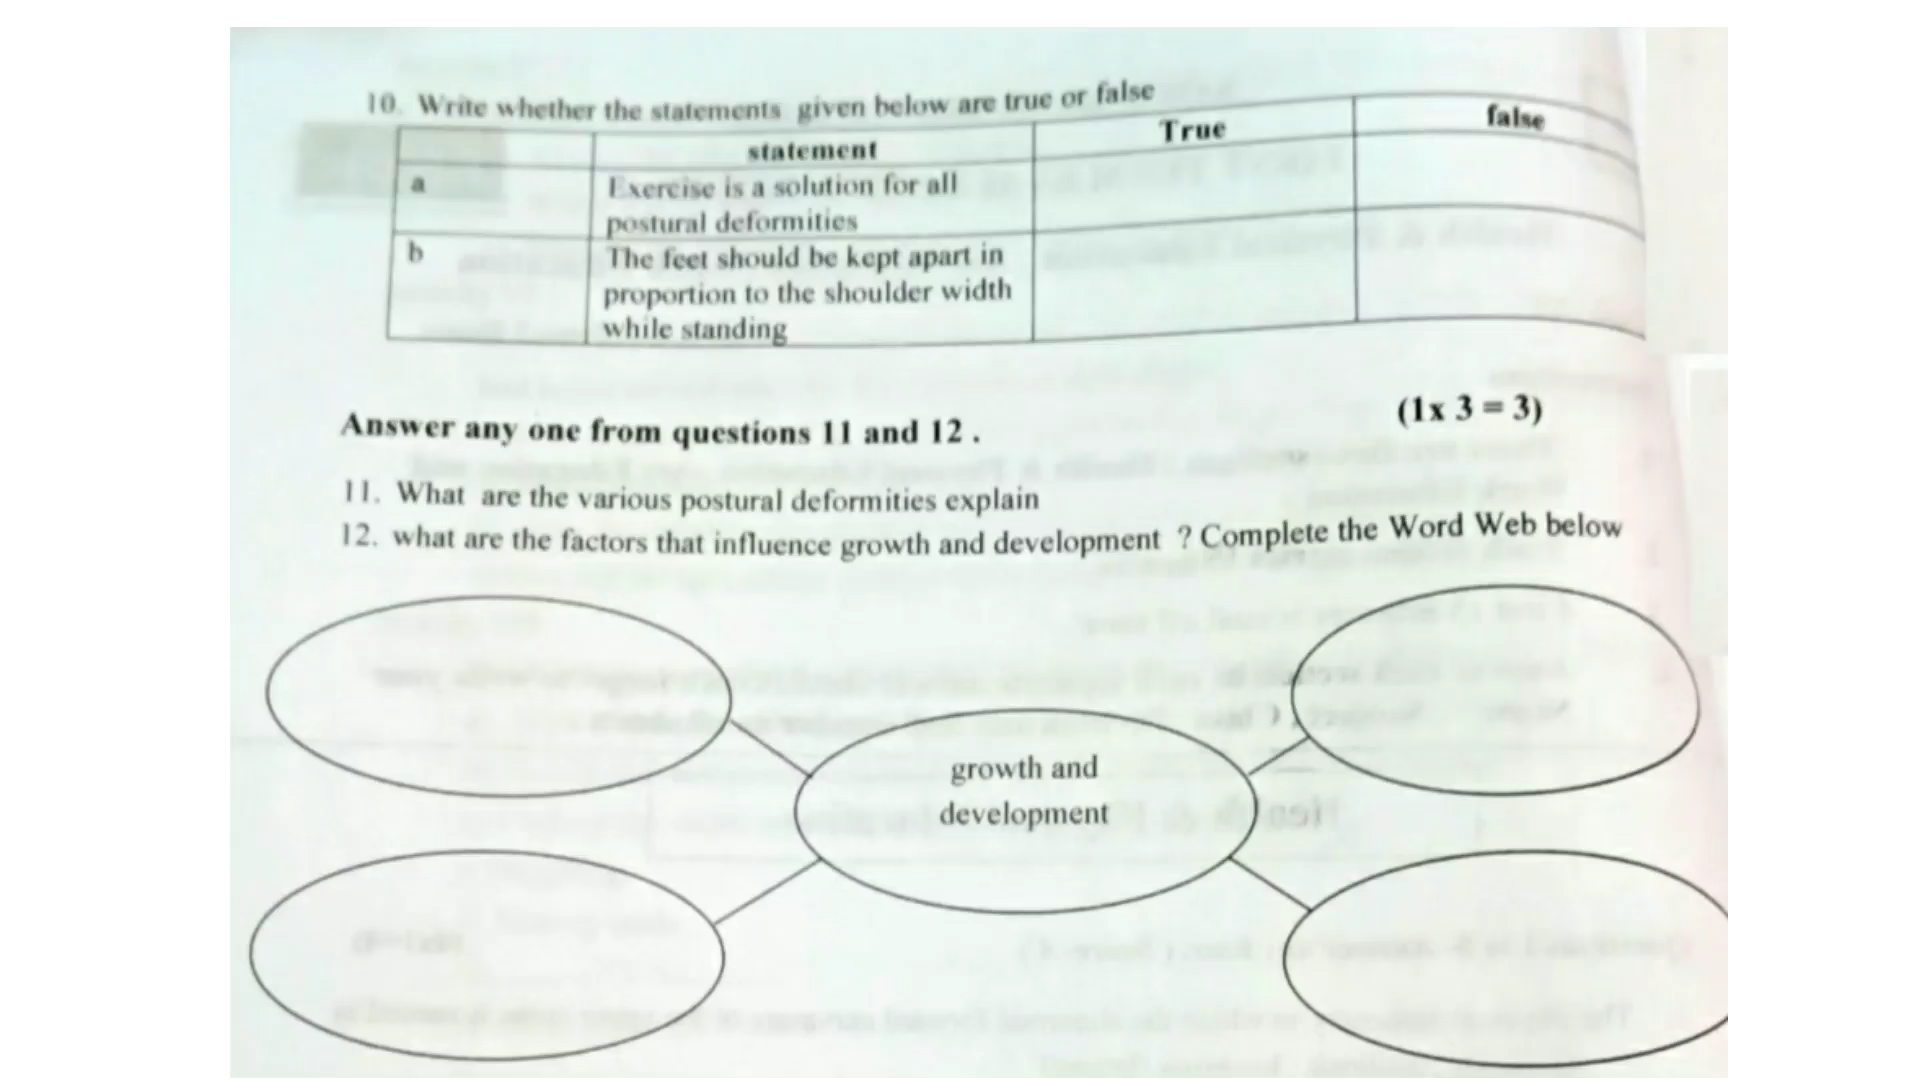 10. Write whether the statements given below are true or false
statement True false
a Exercise is a solution for all
postural deformities
b The feet should be kept apart in
proportion to the shoulder width
while standing
(1x 3 = 3)
Answer any one from questions 11 and 12 .
11. What are the various postural deformities explain
12. what are the factors that influence growth and development ? Complete the Word Web below
growth and
development